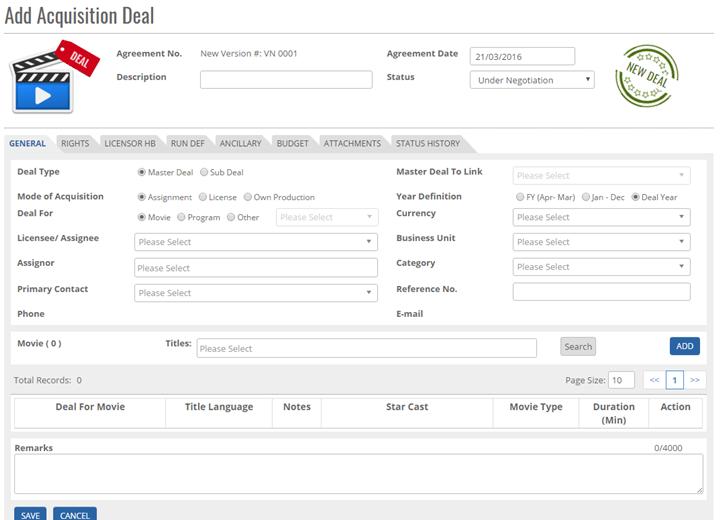 Add Acquisition Deal
DEAL
Agreement No. New Version #: VN 0001 Agreement Date 21/03/2016
Description Status Under Negotiation
NEW DEAL
GENERAL RIGHTS LICENSOR HB RUN DEF ANCILLARY BUDGET ATTACHMENTS STATUS HISTORY
Deal Type Master Deal Sub Deal Master Deal To Link Please Select
Mode of Acquisition Assignment License Own Production Year Definition FY (Apr- Mar) Jan - Dec Deal Year
Deal For Movie Program Other Please Select Currency Please Select
Licensee/ Assignee Please Select Business Unit Please Select
Assignor Please Select Category Please Select
Primary Contact Please Select Reference No.
Phone E-mail
Movie ( 0 ) Titles: Please Select Search ADD
Total Records: 0 Page Size: 10 << 1 >>
Deal For Movie Title Language Notes Star Cast Movie Type Duration (Min) Action
Remarks 0/4000
SAVE CANCEL